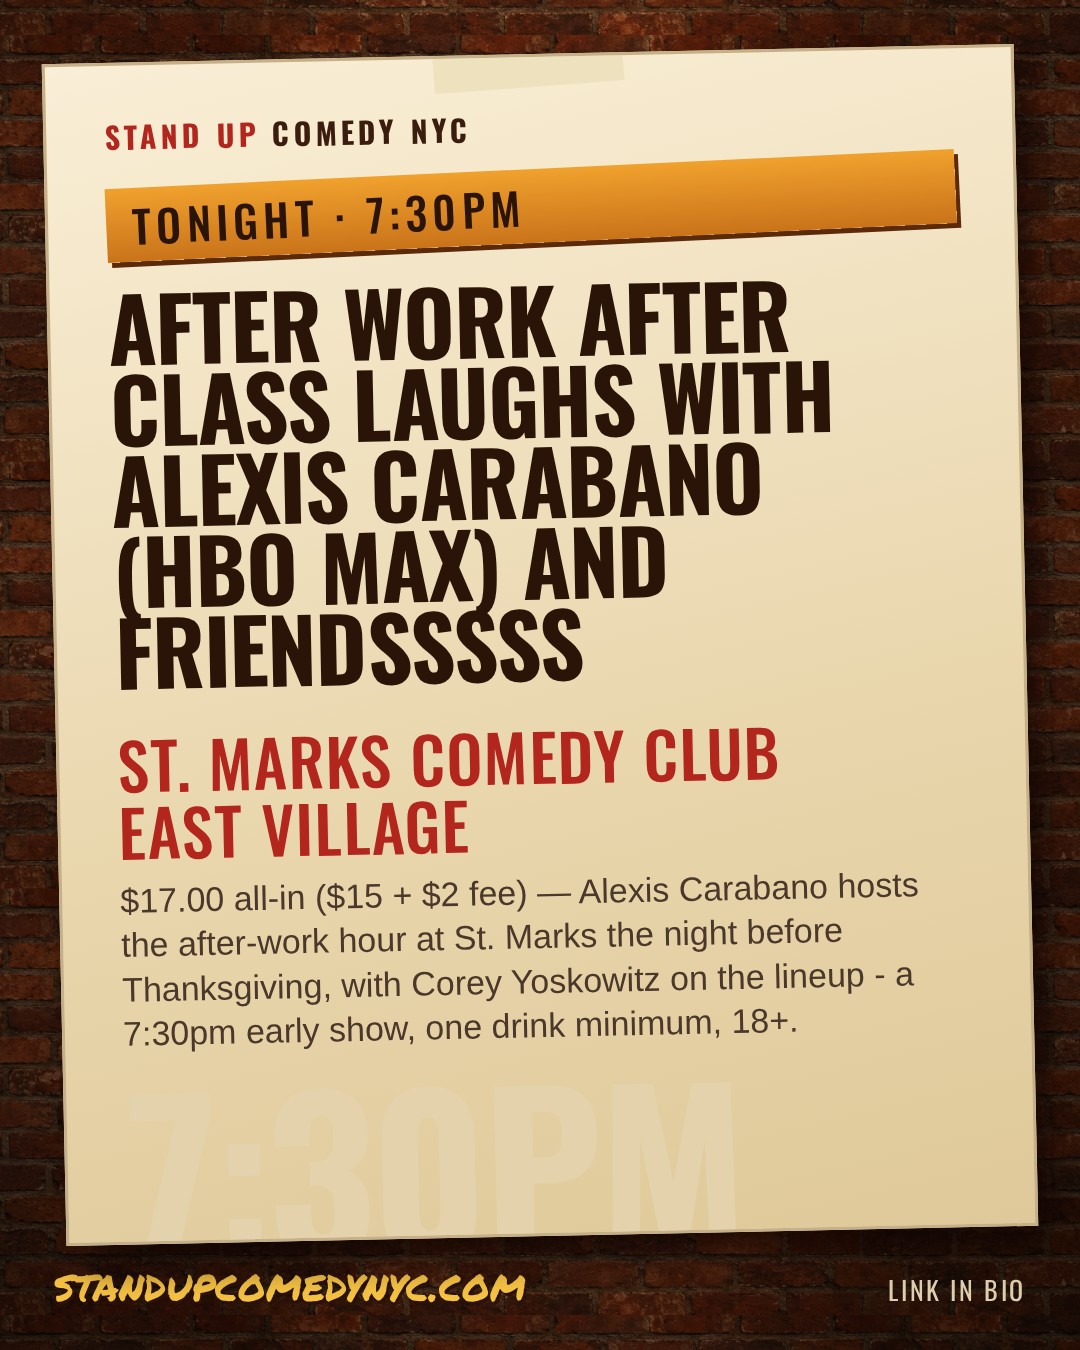 STAND UP COMEDY NYC
TONIGHT · 7:30PM
AFTER WORK AFTER
CLASS LAUGHS WITH
ALEXIS CARABANO
(HBO MAX) AND
FRIENDSSSSS
ST. MARKS COMEDY CLUB
EAST VILLAGE
$17.00 all-in ($15 + $2 fee) — Alexis Carabano hosts
the after-work hour at St. Marks the night before
Thanksgiving, with Corey Yoskowitz on the lineup - a
7:30pm early show, one drink minimum, 18+.
7:30PM
STANDUPCOMEDYNYC.COM
LINK IN BIO